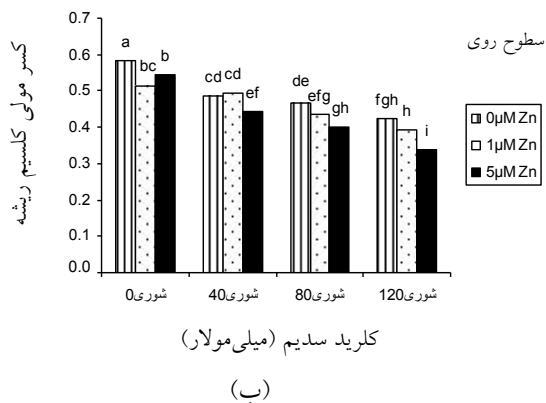 کسر مولی کلسیم ریشه
0.7
0.6
0.5
0.4
0.3
0.2
0.1
0.0
a bc b
cd cd ef
de efg gh
fgh h i
شوری0 شوری40 شوری80 شوری120
کلرید سدیم (میلی‌مولار)
سطوح روی
0µM Zn
1µM Zn
5µM Zn
(ب)